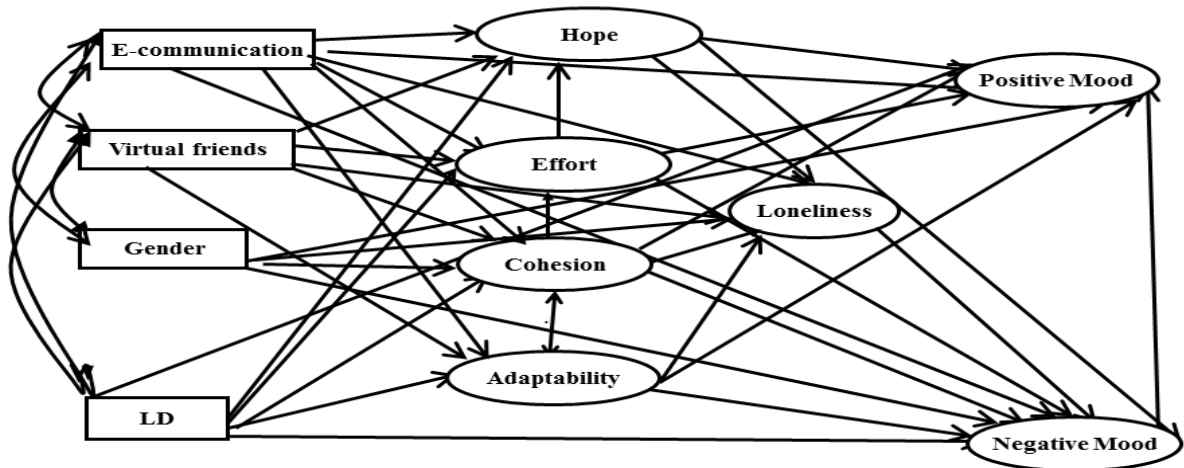 E-communication
Hope
Positive Mood
Virtual friends
Effort
Loneliness
Gender
Cohesion
Adaptability
LD
Negative Mood